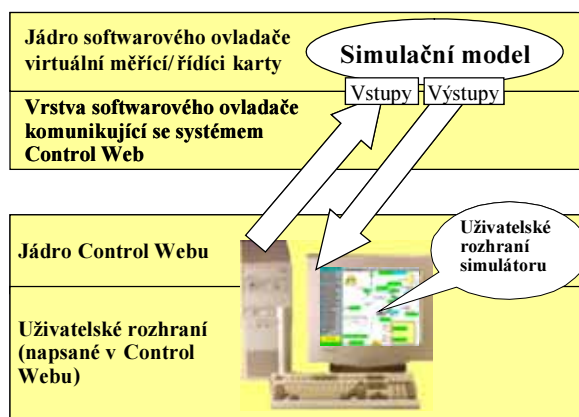 Jádro softwarového ovladače
virtuální měřící/ řídíci karty
Simulační model
Vstupy
Výstupy
Vrstva softwarového ovladače
komunikující se systémem
Control Web
Jádro Control Webu
Uživatelské
rozhraní
simulátoru
Uživatelské rozhraní
(napsané v Control
Webu)